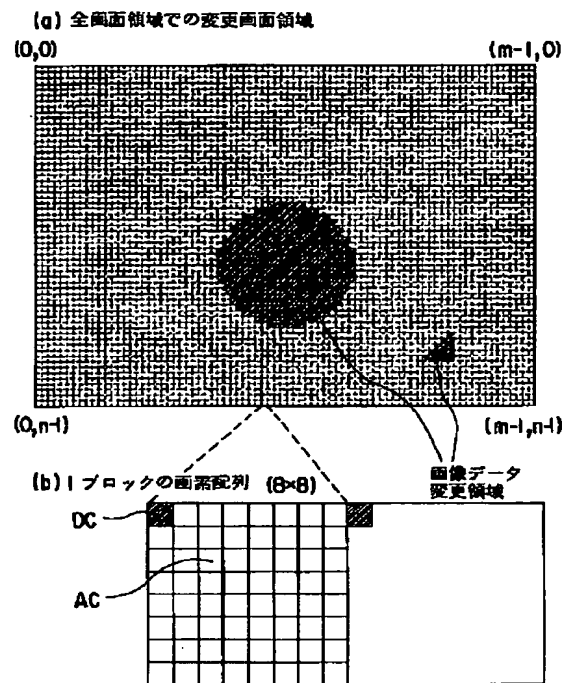 (a) 全画面領域での変更画面領域
(0,0)
(m-1,0)
(0,n-1)
(m-1,n-1)
画像データ
変更領域
(b) 1ブロックの画素配列 (8×8)
DC
AC